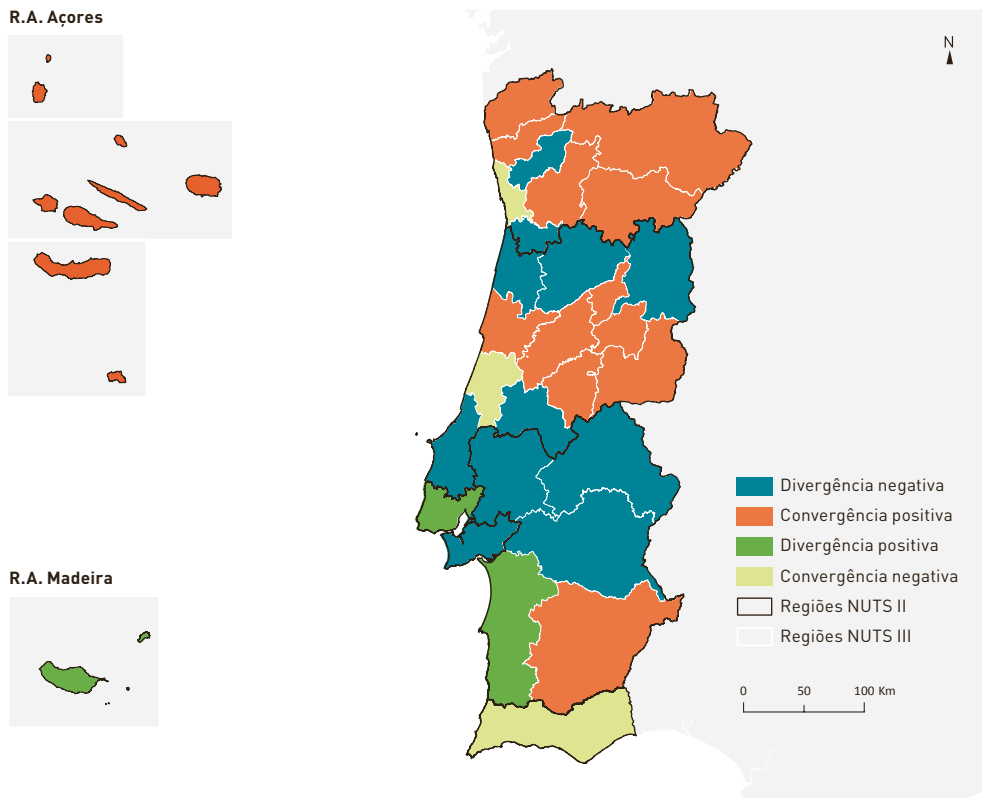 R.A. Açores
N
Divergência negativa
Convergência positiva
Divergência positiva
Convergência negativa
Regiões NUTS II
Regiões NUTS III
R.A. Madeira
0 50 100 Km